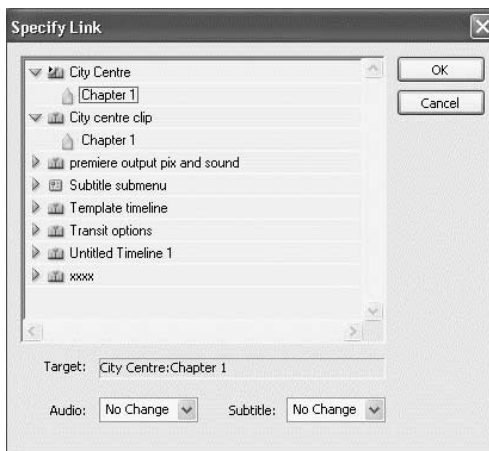 Specify Link
City Centre
Chapter 1
City centre clip
Chapter 1
premiere output pix and sound
Subtitle submenu
Template timeline
Transit options
Untitled Timeline 1
xxxx
OK
Cancel
Target: City Centre:Chapter 1
Audio: No Change Subtitle: No Change